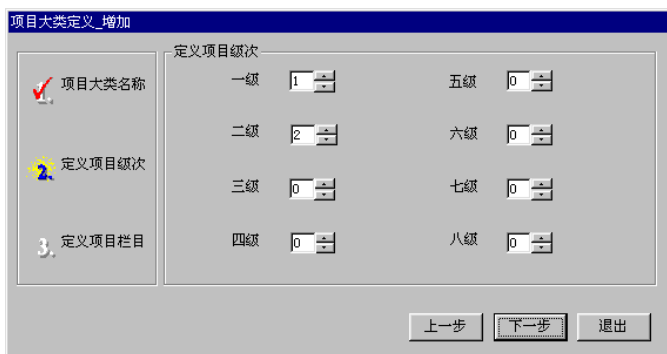 项目大类定义_增加
定义项目级次
1. 项目大类名称
一级 1 五级 0
二级 2 六级 0
2. 定义项目级次
三级 0 七级 0
3. 定义项目栏目
四级 0 八级 0
上一步 下一步 退出